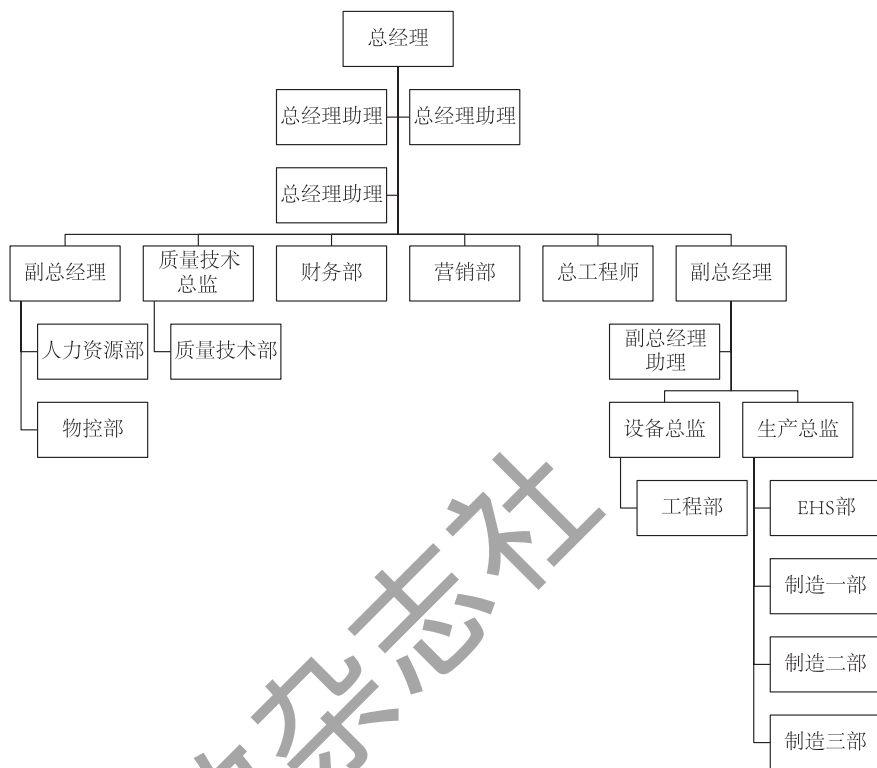 总经理
总经理助理
总经理助理
总经理助理
副总经理
质量技术
总监
财务部
营销部
总工程师
副总经理
人力资源部
质量技术部
副总经理
助理
物控部
设备总监
生产总监
工程部
EHS部
制造一部
制造二部
制造三部
杂志社